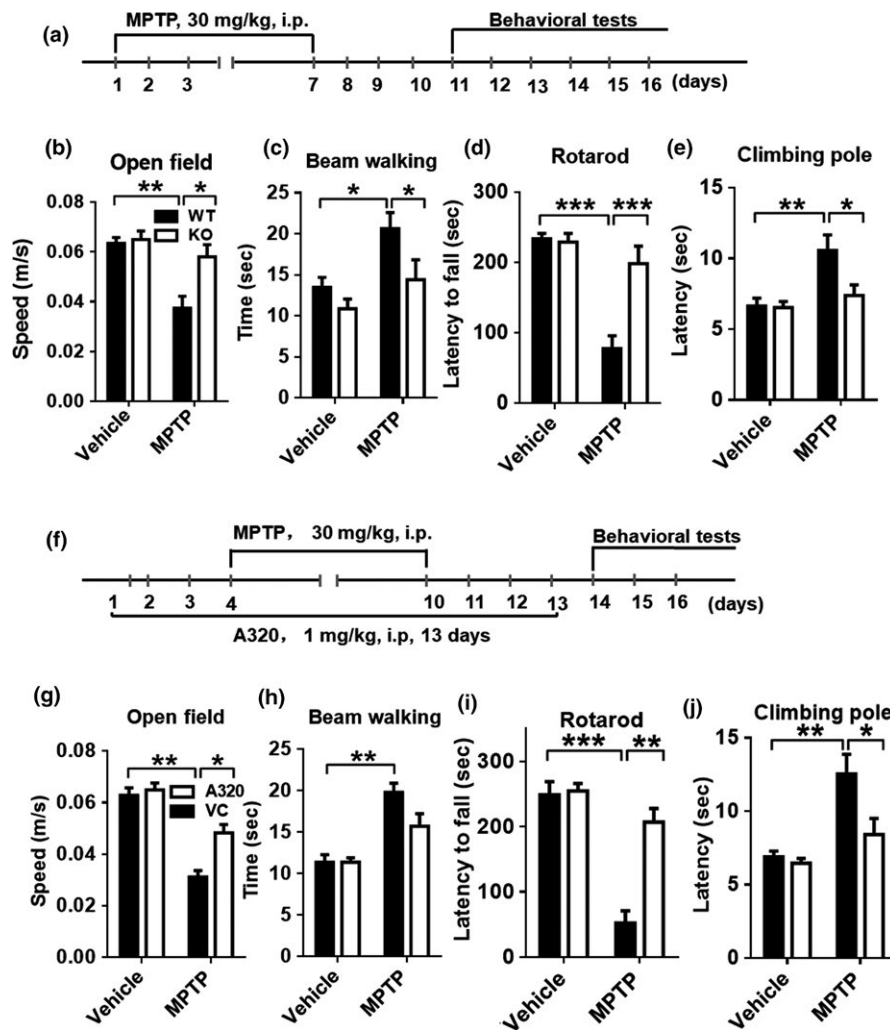 (a)
MPTP, 30 mg/kg, i.p.
Behavioral tests
1 2 3 7 8 9 10 11 12 13 14 15 16 (days)
(b) Open field
Speed (m/s)
0.08
0.06
0.04
0.02
0.00
** *
WT
KO
Vehicle MPTP
(c) Beam walking
Time (sec)
25
20
15
10
5
0
* *
Vehicle MPTP
(d) Rotarod
Latency to fall (sec)
300
200
100
0
*** ***
Vehicle MPTP
(e) Climbing pole
Latency (sec)
15
10
5
0
** *
Vehicle MPTP
(f)
MPTP, 30 mg/kg, i.p.
Behavioral tests
1 2 3 4 10 11 12 13 14 15 16 (days)
A320, 1 mg/kg, i.p, 13 days
(g) Open field
Speed (m/s)
0.08
0.06
0.04
0.02
0.00
** *
A320
VC
Vehicle MPTP
(h) Beam walking
Time (sec)
25
20
15
10
5
0
**
Vehicle MPTP
(i) Rotarod
Latency to fall (sec)
300
200
100
0
*** **
Vehicle MPTP
(j) Climbing pole
Latency (sec)
15
10
5
0
** *
Vehicle MPTP